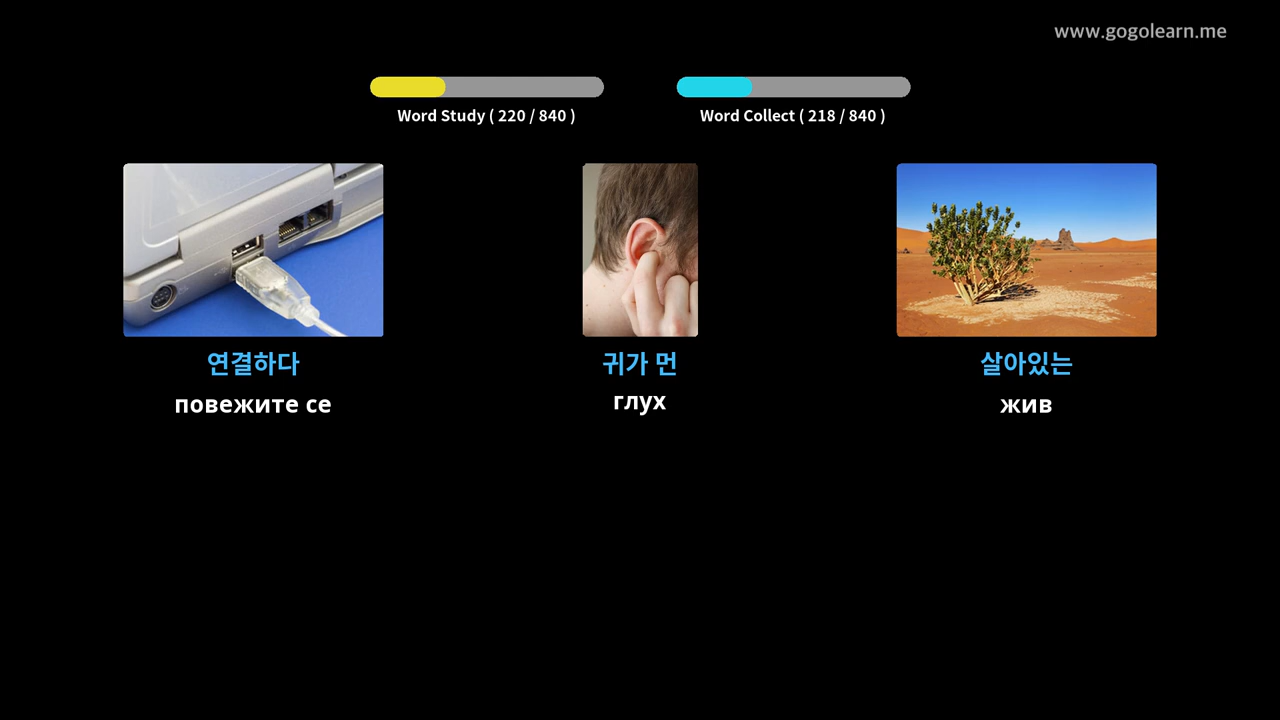 www.gogolearn.me
Word Study ( 220 / 840 )
Word Collect ( 218 / 840 )
연결하다
повежите се
귀가 먼
глух
살아있는
жив